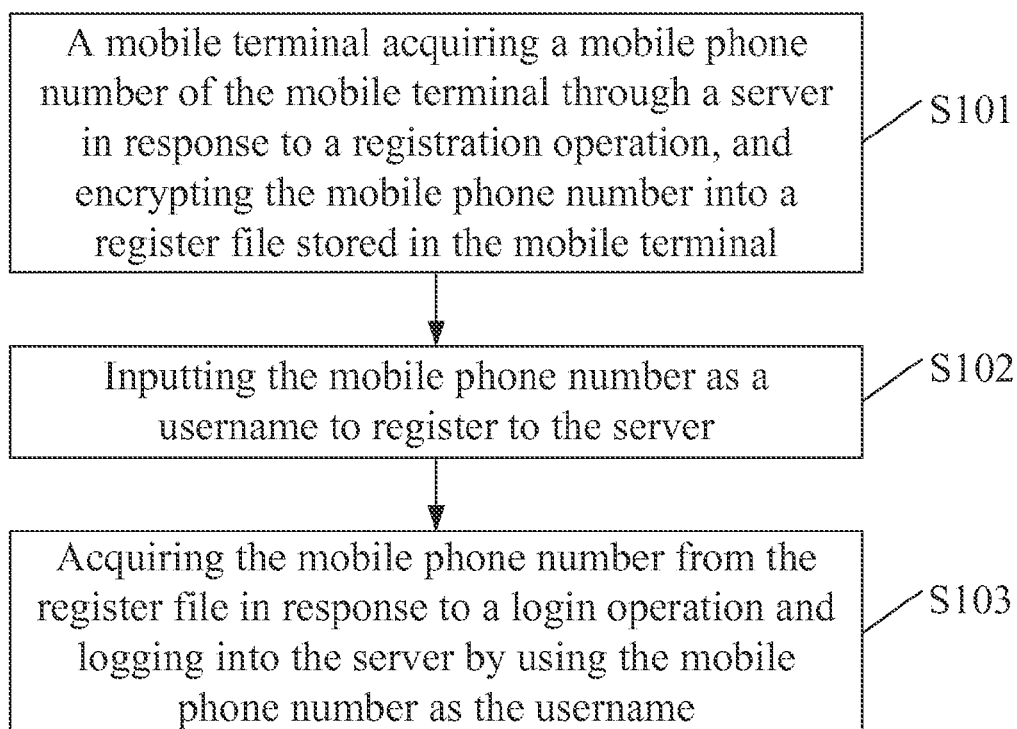 A mobile terminal acquiring a mobile phone
number of the mobile terminal through a server
in response to a registration operation, and
encrypting the mobile phone number into a
register file stored in the mobile terminal
S101
Inputting the mobile phone number as a
username to register to the server
S102
Acquiring the mobile phone number from the
register file in response to a login operation and
logging into the server by using the mobile
phone number as the username
S103